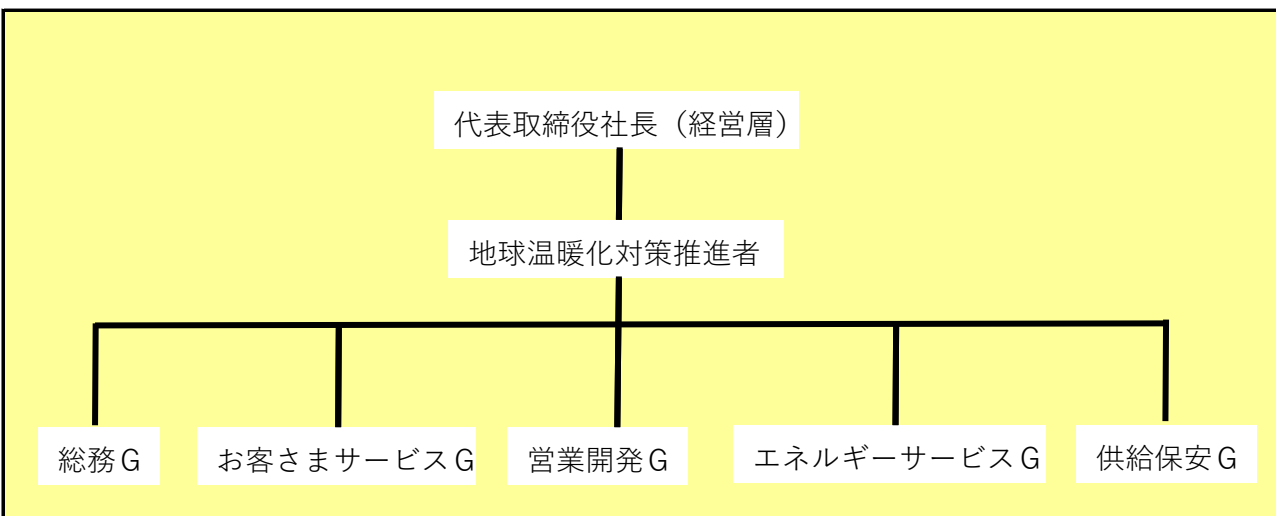 代表取締役社長（経営層）
地球温暖化対策推進者
総務Ｇ
お客さまサービスＧ
営業開発Ｇ
エネルギーサービスＧ
供給保安Ｇ